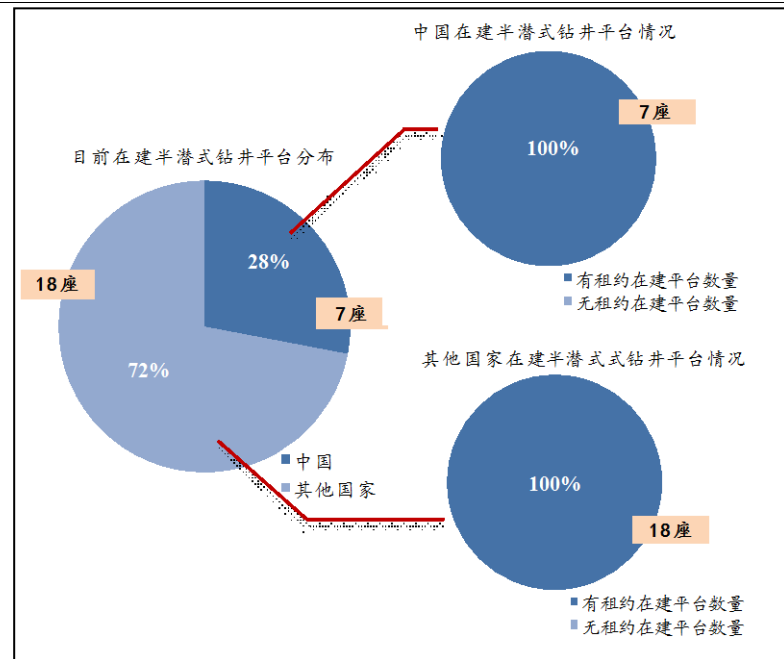 中国在建半潜式钻井平台情况
7座
100%
有租约在建平台数量
无租约在建平台数量
目前在建半潜式钻井平台分布
28%
18座
7座
72%
中国
其他国家
其他国家在建半潜式式钻井平台情况
100%
18座
有租约在建平台数量
无租约在建平台数量